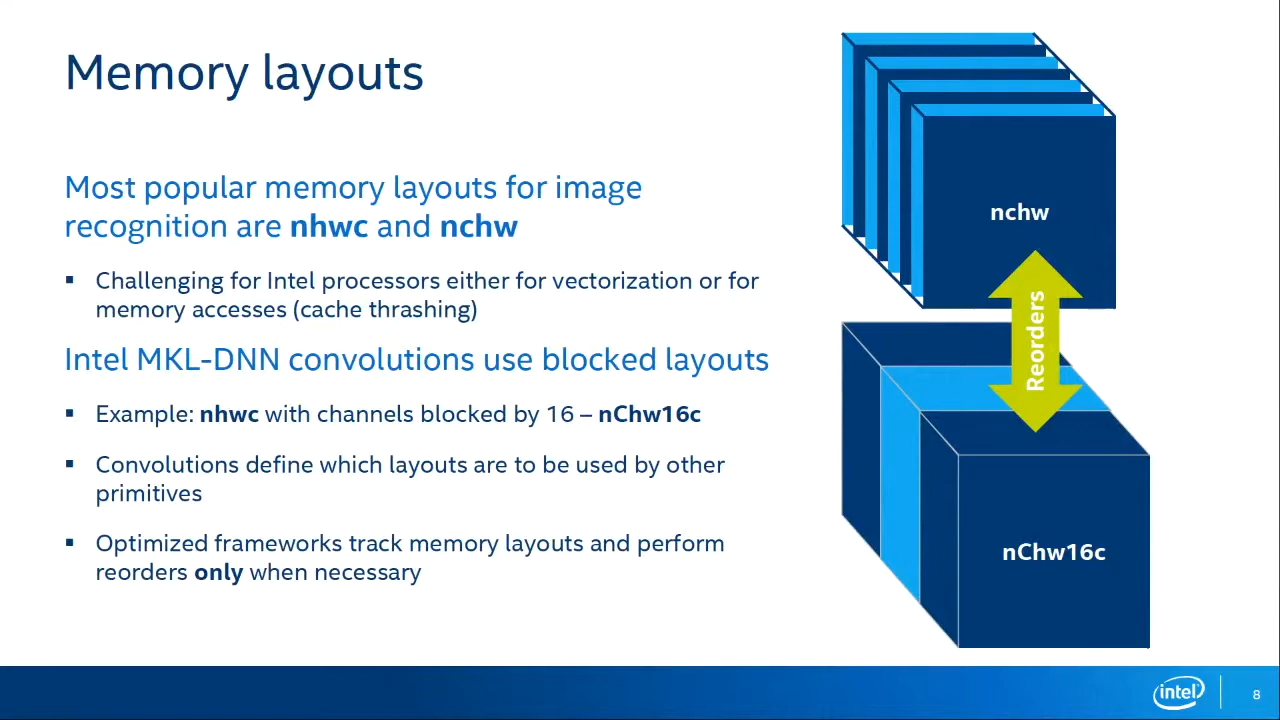 Memory layouts
Most popular memory layouts for image
recognition are nhwc and nchw
▪ Challenging for Intel processors either for vectorization or for
memory accesses (cache thrashing)
Intel MKL-DNN convolutions use blocked layouts
▪ Example: nhwc with channels blocked by 16 – nChw16c
▪ Convolutions define which layouts are to be used by other
primitives
▪ Optimized frameworks track memory layouts and perform
reorders only when necessary
nchw
Reorders
nChw16c
intel
8